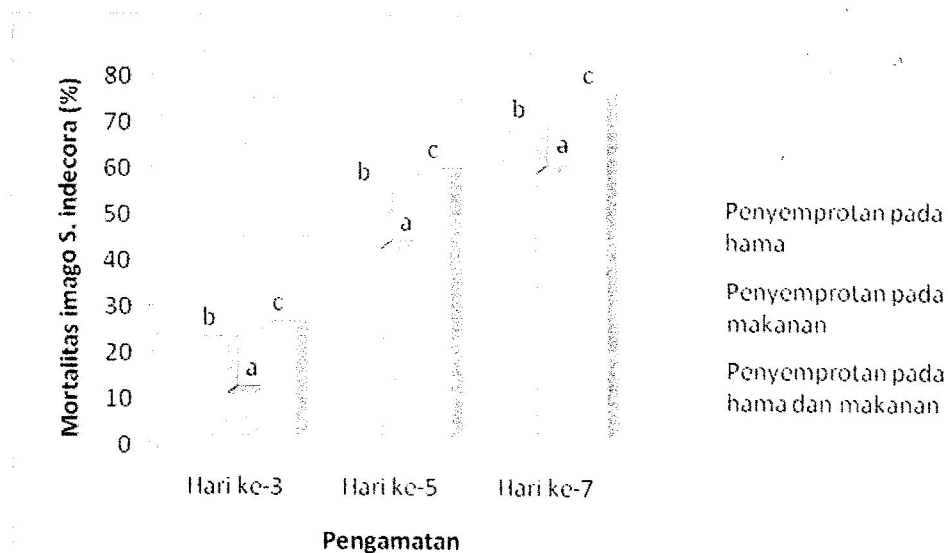 Mortalitas imago S. indecora (%)
80
70
60
50
40
30
20
10
0
b
a
c
b
a
c
b
a
c
Hari ke-3
Hari ke-5
Hari ke-7
Pengamatan
Penyemprotan pada
hama
Penyemprotan pada
makanan
Penyemprotan pada
hama dan makanan